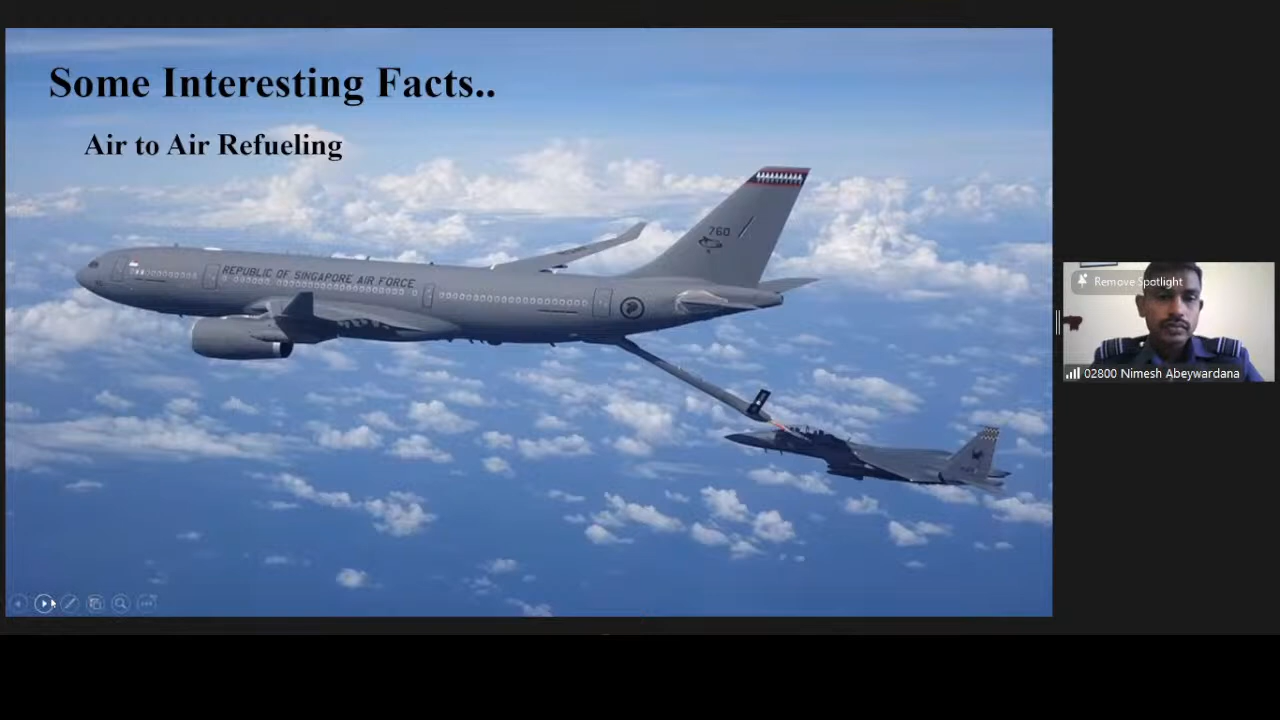 Some Interesting Facts..
Air to Air Refueling
760
REPUBLIC OF SINGAPORE AIR FORCE
Remove Spotlight
02800 Nimesh Abeywardana